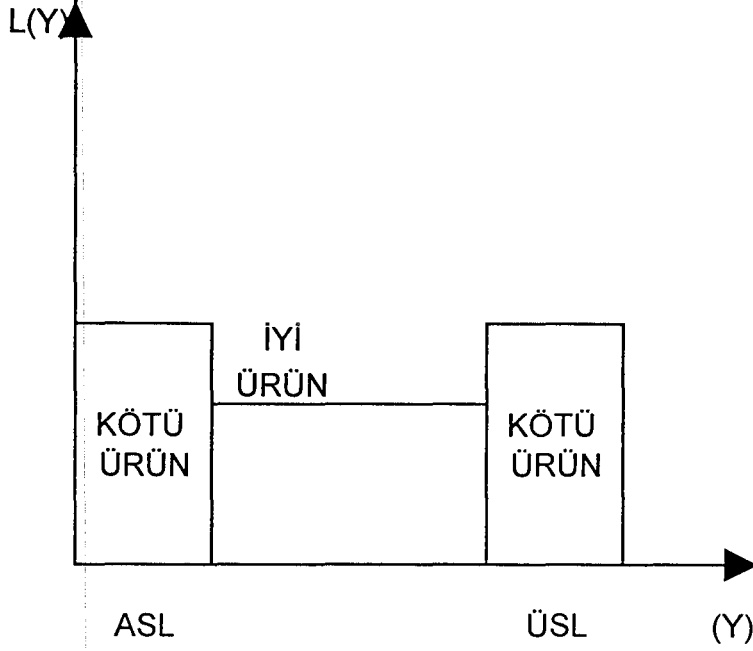 L(Y)
İYİ
ÜRÜN
KÖTÜ
ÜRÜN
KÖTÜ
ÜRÜN
ASL
ÜSL
(Y)